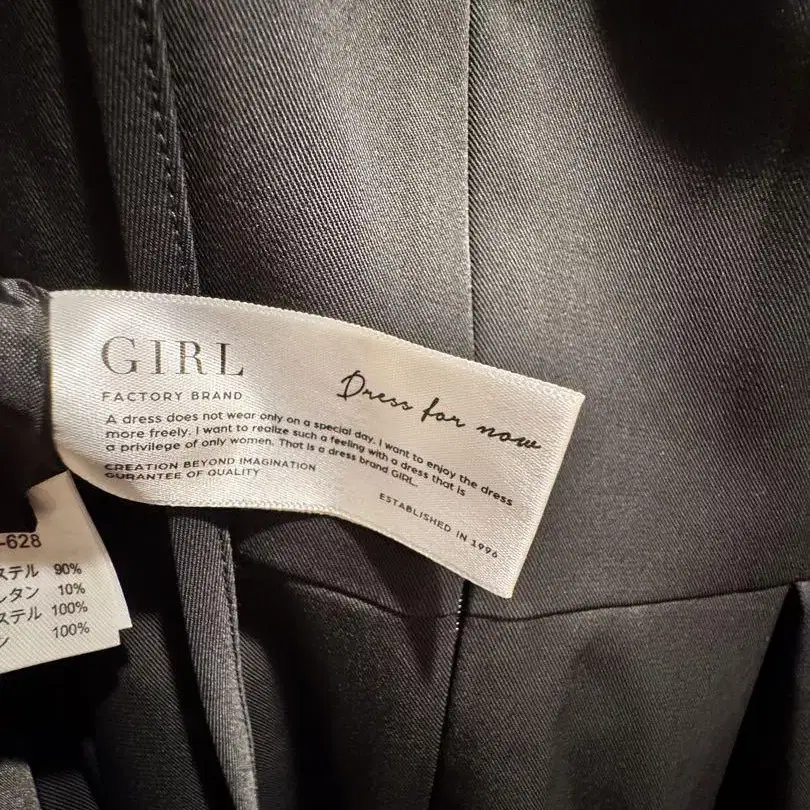 GIRL
FACTORY BRAND
Dress for now
A dress does not wear only on a special day. I want to enjoy the dress
more freely. I want to realize such a feeling with a dress that is
a privilege of only women. That is a dress brand GIRL.
CREATION BEYOND IMAGINATION
GURANTEE OF QUALITY
ESTABLISHED IN 1996
-628
ステル 90%
レタン 10%
ステル 100%
ン 100%